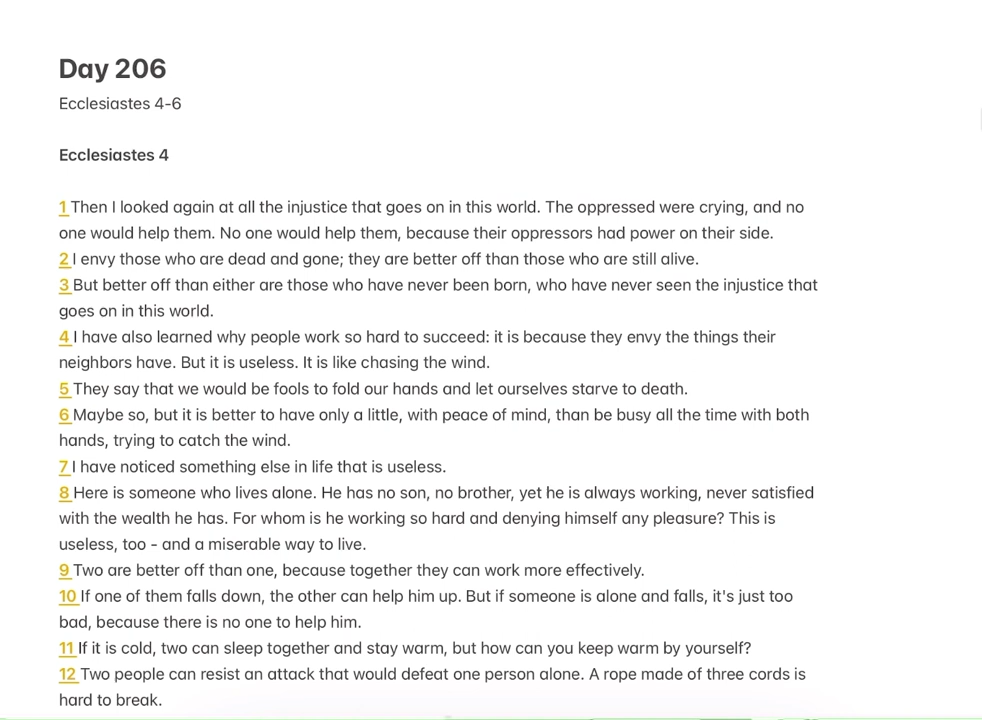 Day 206
Ecclesiastes 4-6
Ecclesiastes 4
1 Then I looked again at all the injustice that goes on in this world. The oppressed were crying, and no
one would help them. No one would help them, because their oppressors had power on their side.
2 I envy those who are dead and gone; they are better off than those who are still alive.
3 But better off than either are those who have never been born, who have never seen the injustice that
goes on in this world.
4 I have also learned why people work so hard to succeed: it is because they envy the things their
neighbors have. But it is useless. It is like chasing the wind.
5 They say that we would be fools to fold our hands and let ourselves starve to death.
6 Maybe so, but it is better to have only a little, with peace of mind, than be busy all the time with both
hands, trying to catch the wind.
7 I have noticed something else in life that is useless.
8 Here is someone who lives alone. He has no son, no brother, yet he is always working, never satisfied
with the wealth he has. For whom is he working so hard and denying himself any pleasure? This is
useless, too - and a miserable way to live.
9 Two are better off than one, because together they can work more effectively.
10 If one of them falls down, the other can help him up. But if someone is alone and falls, it's just too
bad, because there is no one to help him.
11 If it is cold, two can sleep together and stay warm, but how can you keep warm by yourself?
12 Two people can resist an attack that would defeat one person alone. A rope made of three cords is
hard to break.